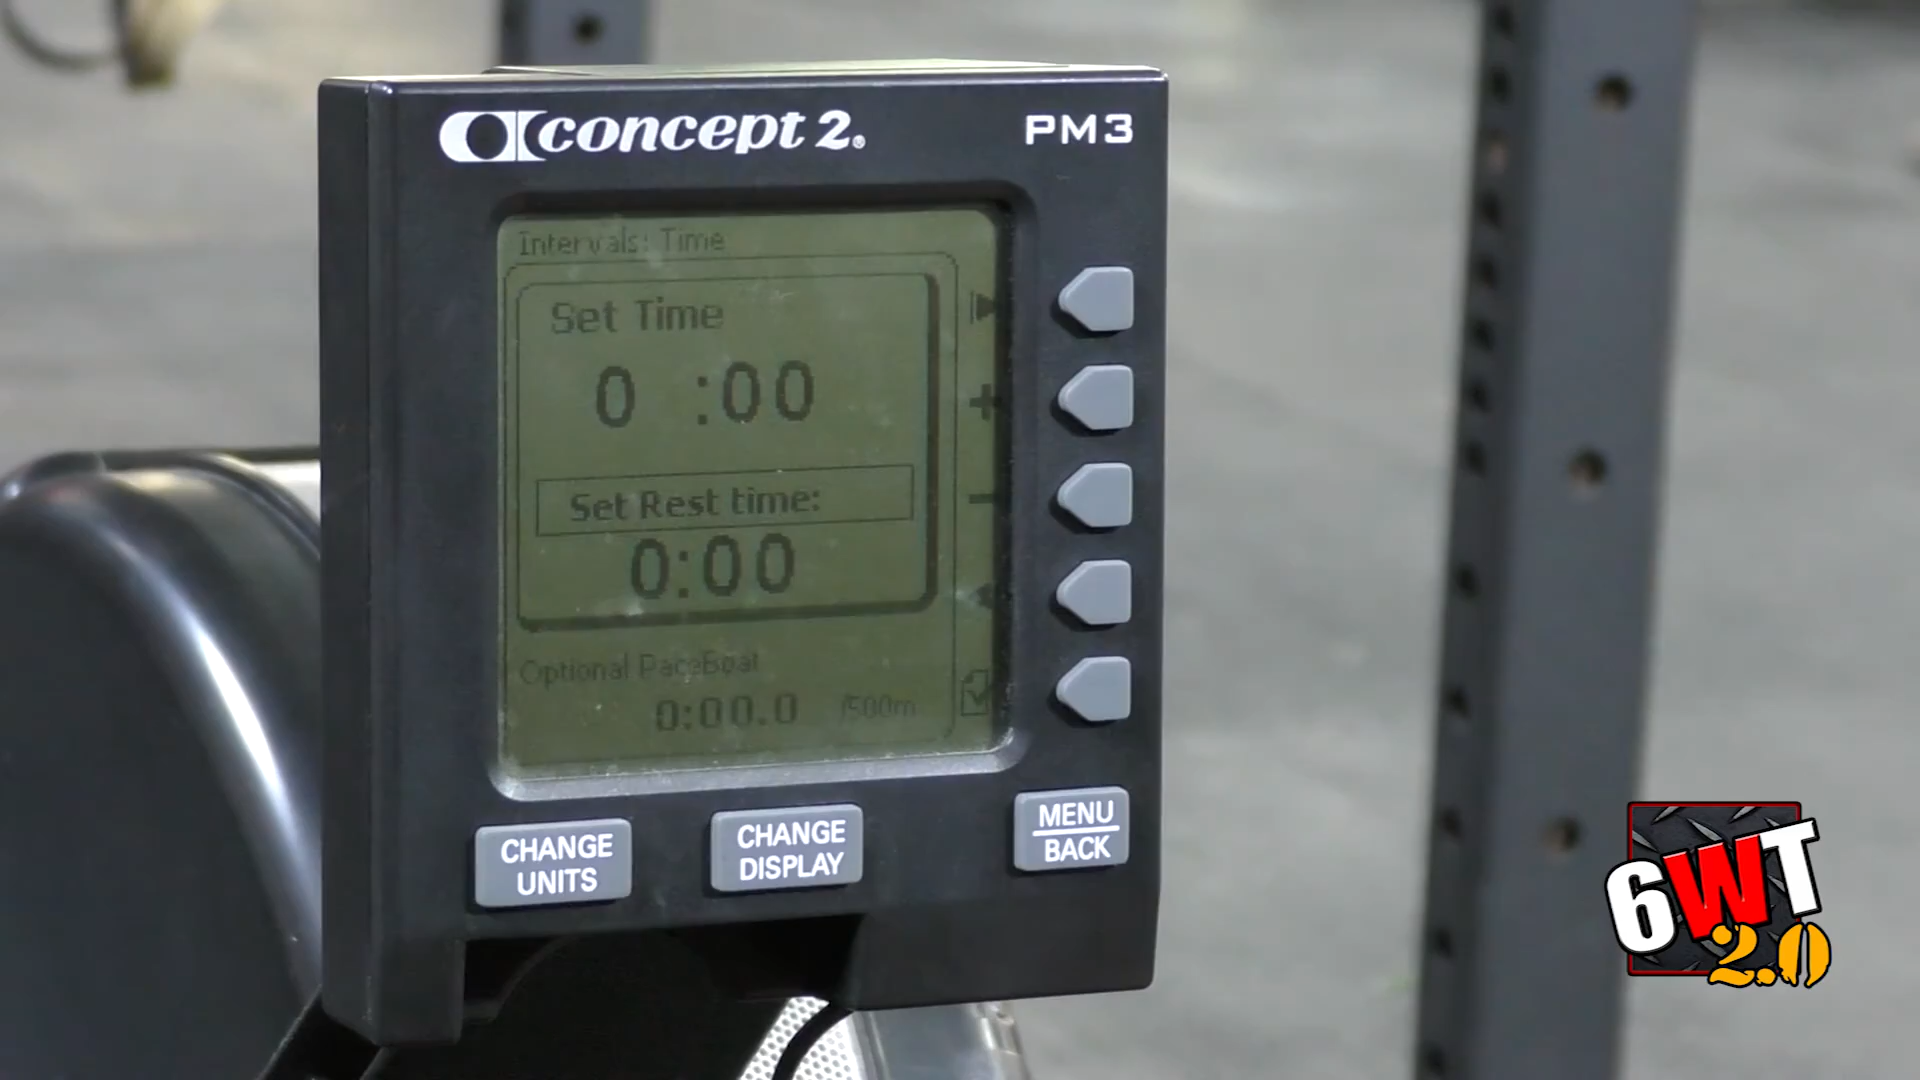 concept 2.®
PM3
Intervals: Time
Set Time
0 :00
Set Rest time:
0:00
Optional PaceBoat
0:00.0 /500m
CHANGE
UNITS
CHANGE
DISPLAY
MENU
BACK
6WT
2.0